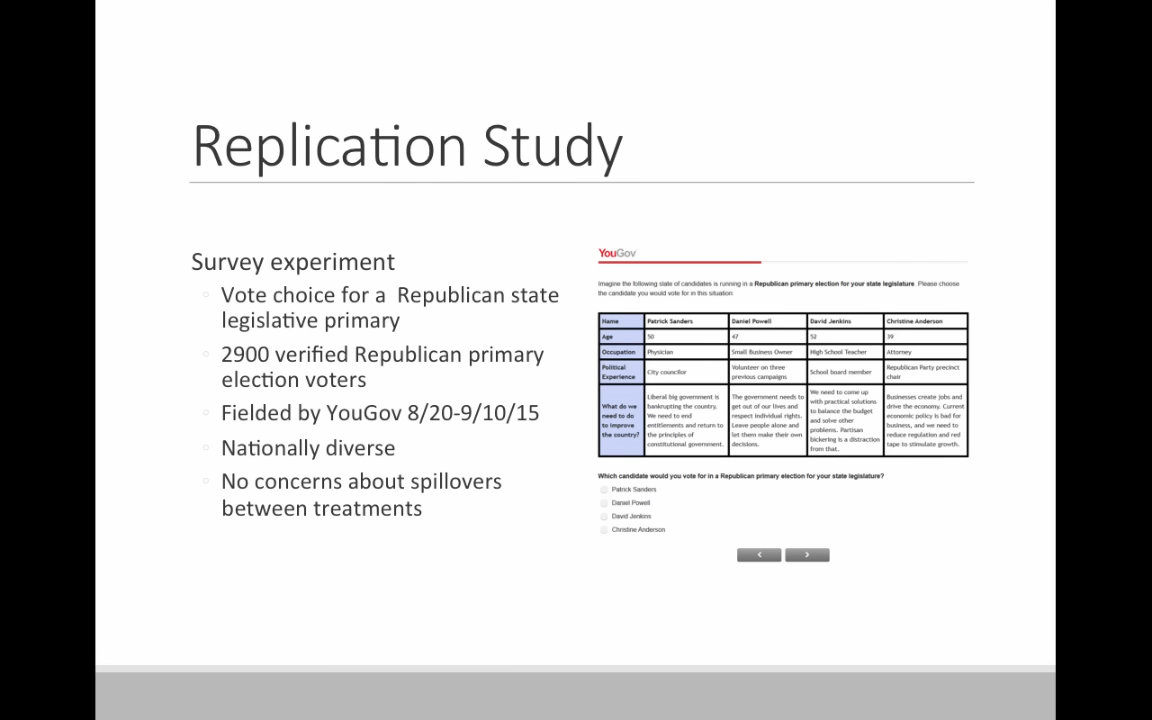 Replication Study
Survey experiment
Vote choice for a Republican state
legislative primary
2900 verified Republican primary
election voters
Fielded by YouGov 8/20-9/10/15
Nationally diverse
No concerns about spillovers
between treatments
YouGov
Imagine the following slate of candidates is running in a Republican primary election for your state legislature. Please choose
the candidate you would vote for in this situation
Name Patrick Sanders Daniel Powell David Jenkins Christine Anderson
Age 50 47 52 39
Occupation Physician Small Business Owner High School Teacher Attorney
Political
Experience
City councilor
Volunteer on three
previous campaigns
School board member
Republican Party precinct
chair
What do we
need to do
to improve
the country?
Liberal big government is
bankrupting the country.
We need to end
entitlements and return to
the principles of
constitutional government.
The government needs to
get out of our lives and
respect individual rights.
Leave people alone and
let them make their own
decisions.
We need to come up
with practical solutions
to balance the budget
and solve other
problems. Partisan
bickering is a distraction
from that.
Businesses create jobs and
drive the economy. Current
economic policy is bad for
business, and we need to
reduce regulation and red
tape to stimulate growth.
Which candidate would you vote for in a Republican primary election for your state legislature?
Patrick Sanders
Daniel Powell
David Jenkins
Christine Anderson